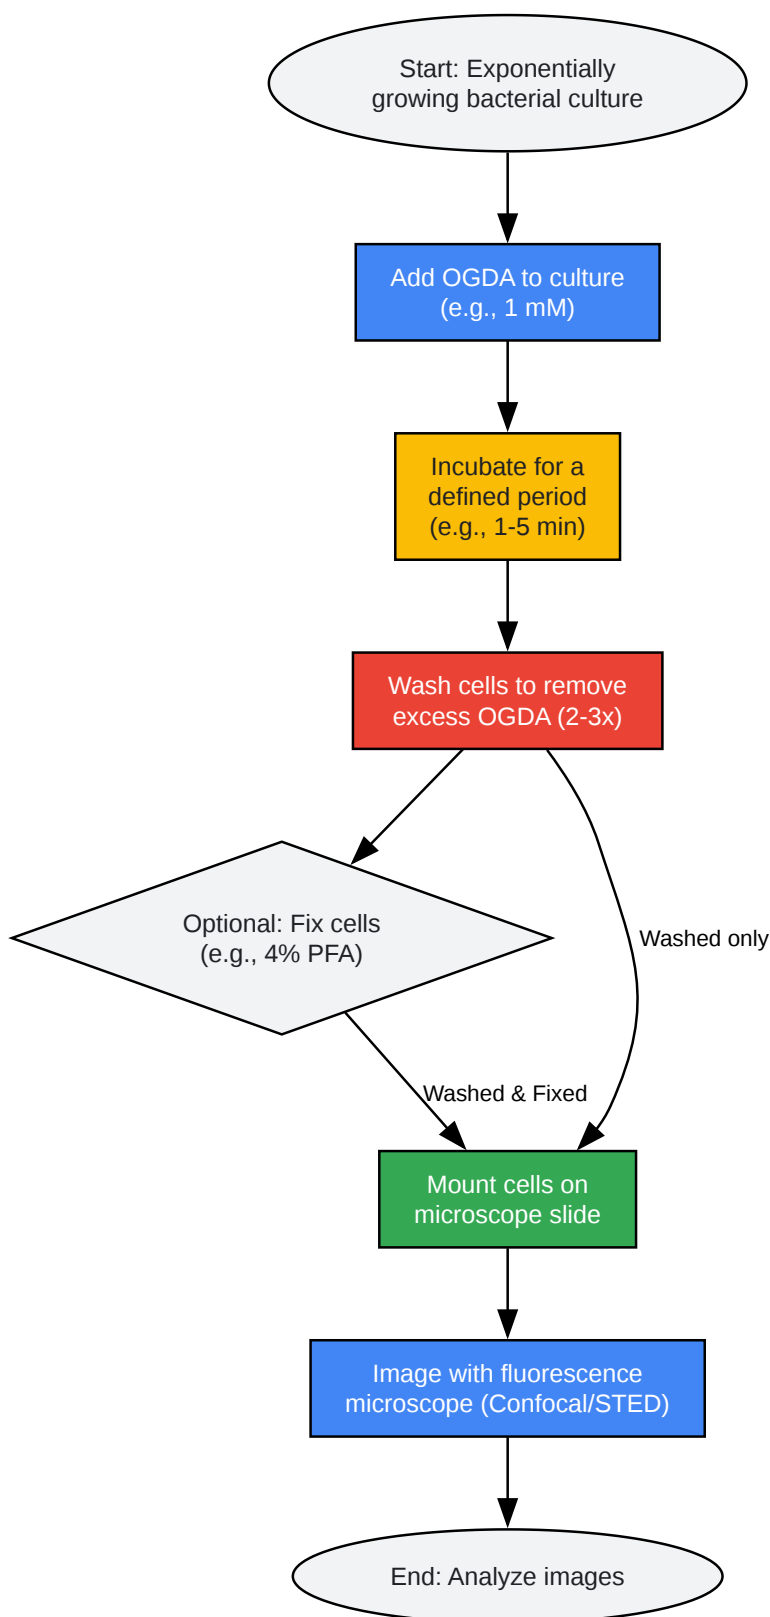 Start: Exponentially
growing bacterial culture
Add OGDA to culture
(e.g., 1 mM)
Incubate for a
defined period
(e.g., 1-5 min)
Wash cells to remove
excess OGDA (2-3x)
Optional: Fix cells
(e.g., 4% PFA)
Washed only
Washed & Fixed
Mount cells on
microscope slide
Image with fluorescence
microscope (Confocal/STED)
End: Analyze images